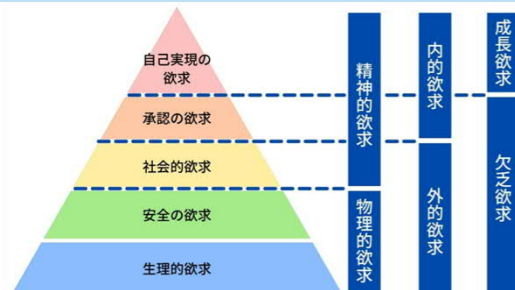 自己実現の
欲求
承認の欲求
社会的欲求
安全の欲求
生理的欲求
精神的欲求
物理的欲求
内的欲求
外的欲求
成長欲求
欠乏欲求